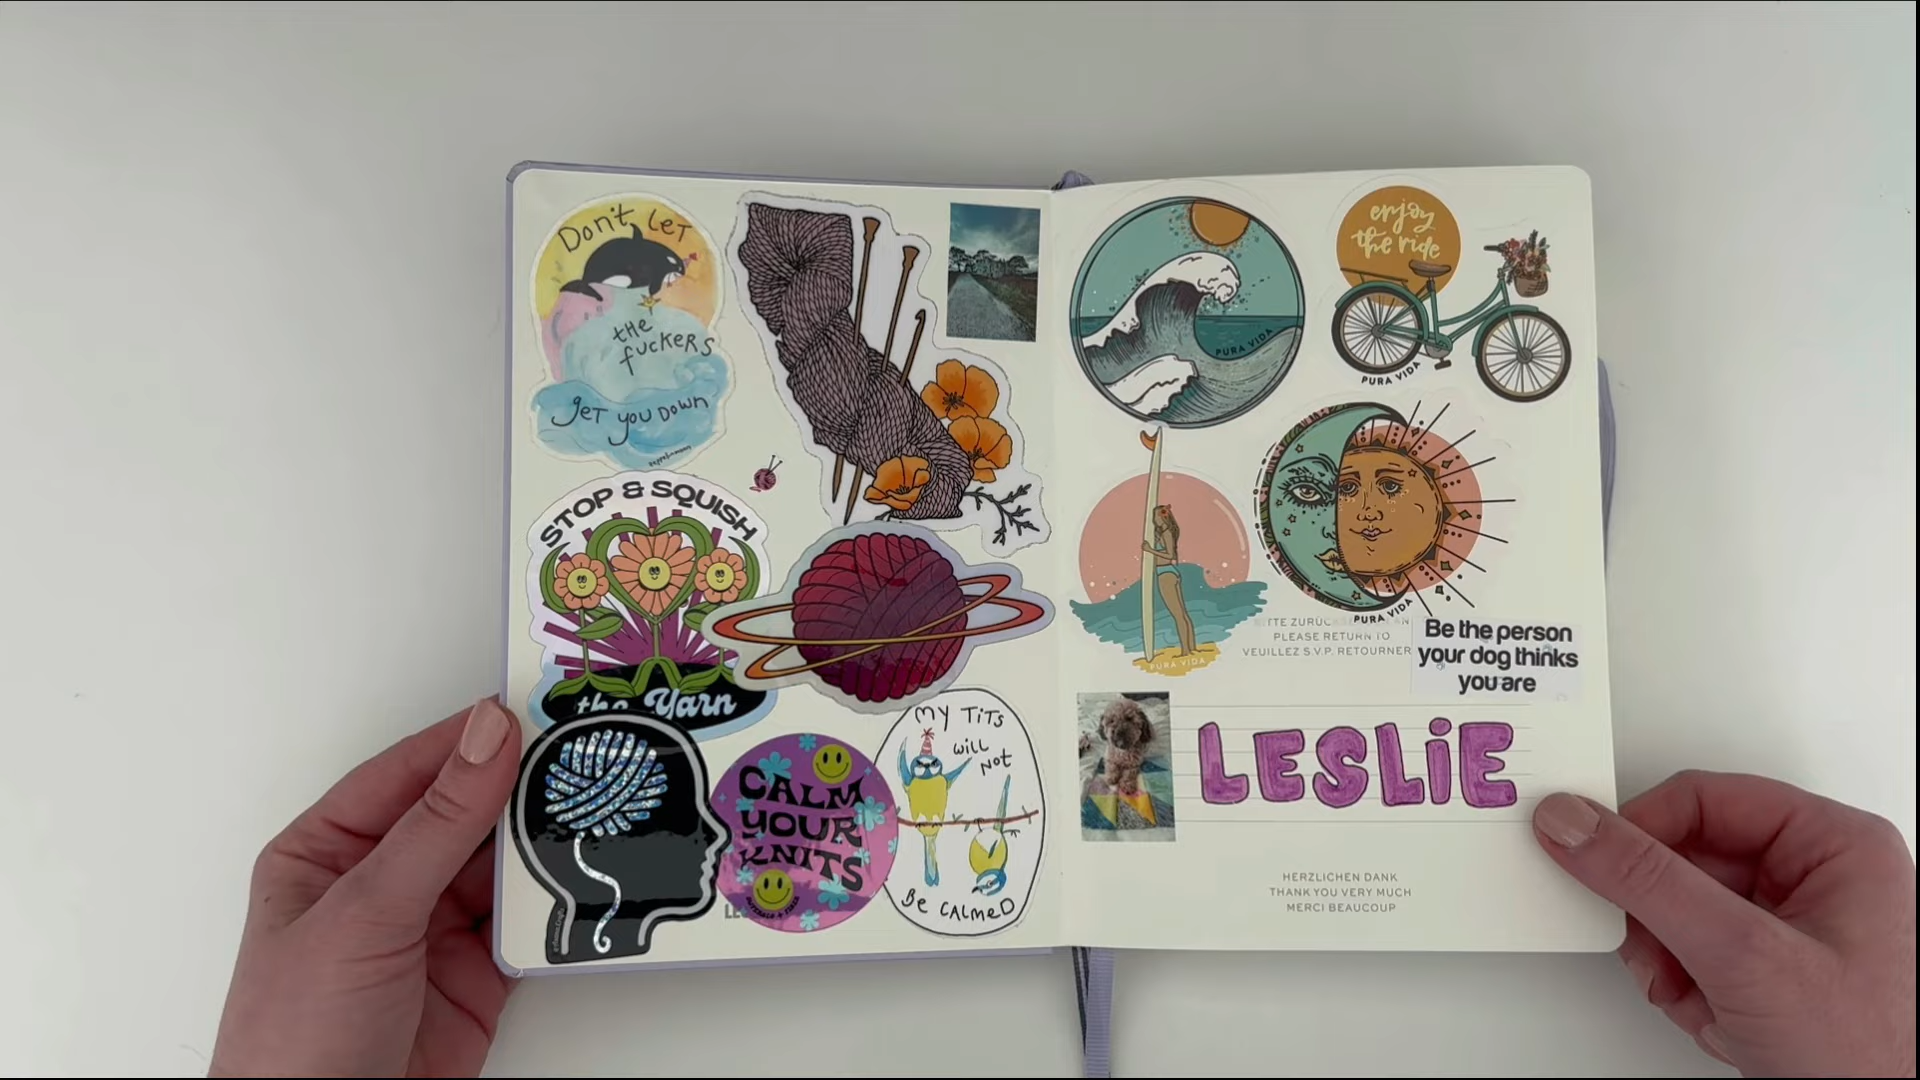 Don't LET
tHe
fuckeRs
get you Down
STOP & SQUISH
the Yarn
CALM
YOUR
KNITS
My TiTs
will
Not
Be CALMeD
PURA VIDA
enjoy
the ride
PURA VIDA
PURA VIDA
PURA VIDA
PLEASE RETURN TO
VEUILLEZ S.V.P. RETOURNER
Be the person
your dog thinks
you are
LESLiE
HERZLICHEN DANK
THANK YOU VERY MUCH
MERCI BEAUCOUP